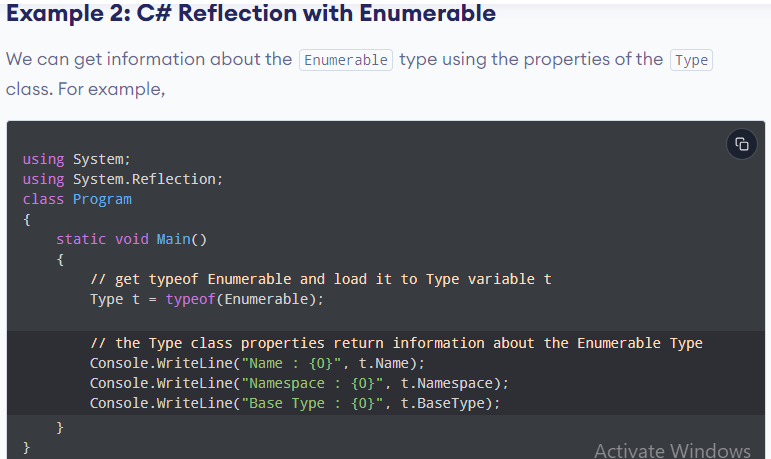 Example 2: C# Reflection with Enumerable
We can get information about the Enumerable type using the properties of the Type
class. For example,
using System;
using System.Reflection;
class Program
{
    static void Main()
    {
        // get typeof Enumerable and load it to Type variable t
        Type t = typeof(Enumerable);
        // the Type class properties return information about the Enumerable Type
        Console.WriteLine("Name : {0}", t.Name);
        Console.WriteLine("Namespace : {0}", t.Namespace);
        Console.WriteLine("Base Type : {0}", t.BaseType);
    }
}
Activate Windows